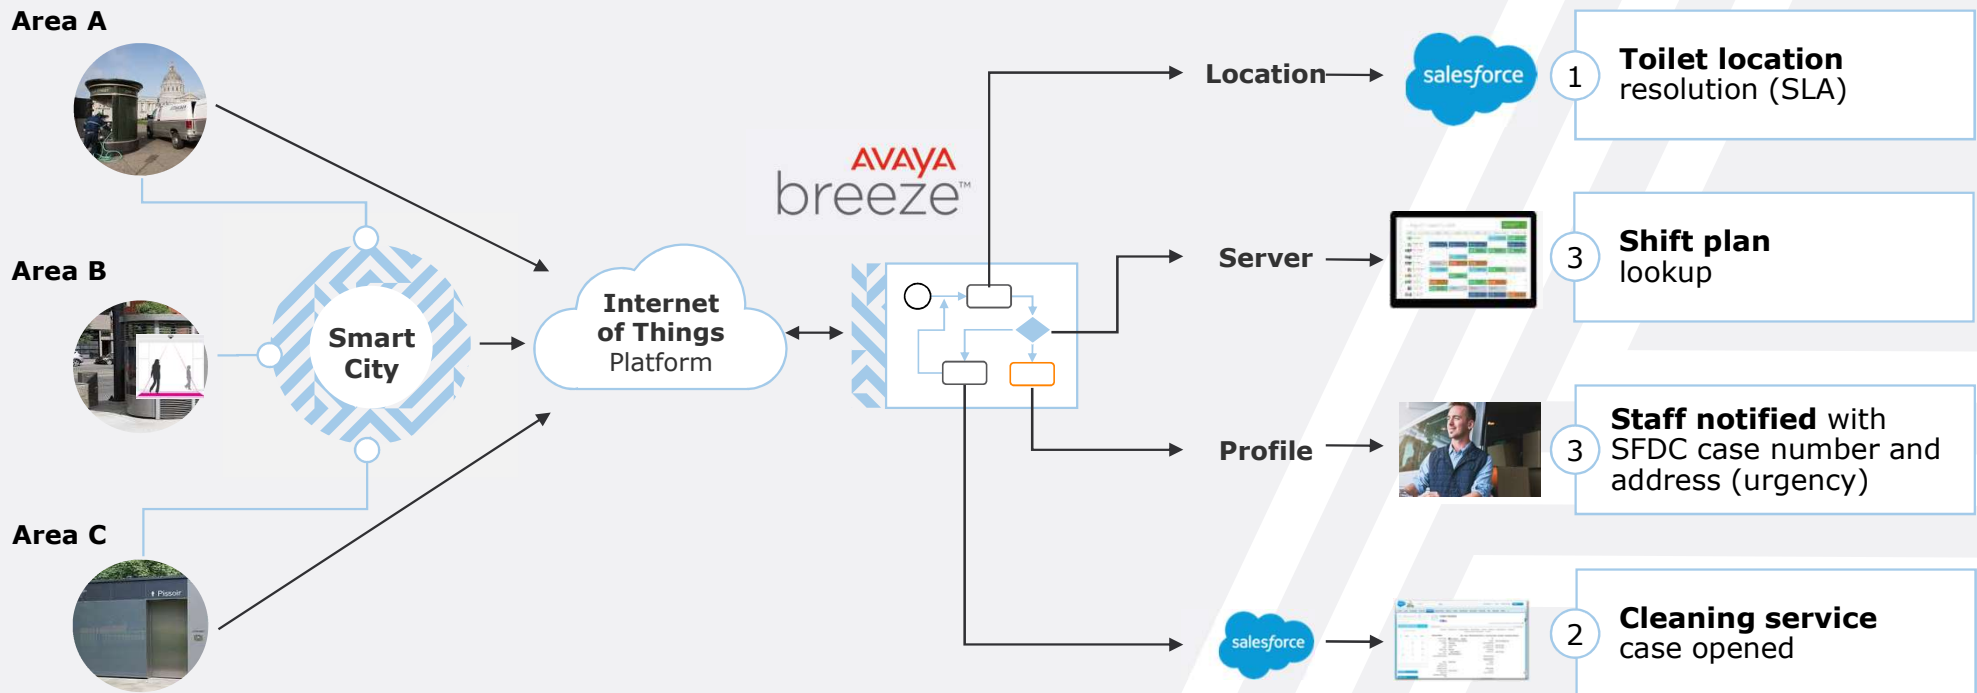 Area A
Area B
Area C
↑ Pissoir
Smart
City
Internet
of Things
Platform
AVAYA
breeze™
Location
salesforce
1
Toilet location
resolution (SLA)
Server
3
Shift plan
lookup
Profile
3
Staff notified with
SFDC case number and
address (urgency)
salesforce
2
Cleaning service
case opened